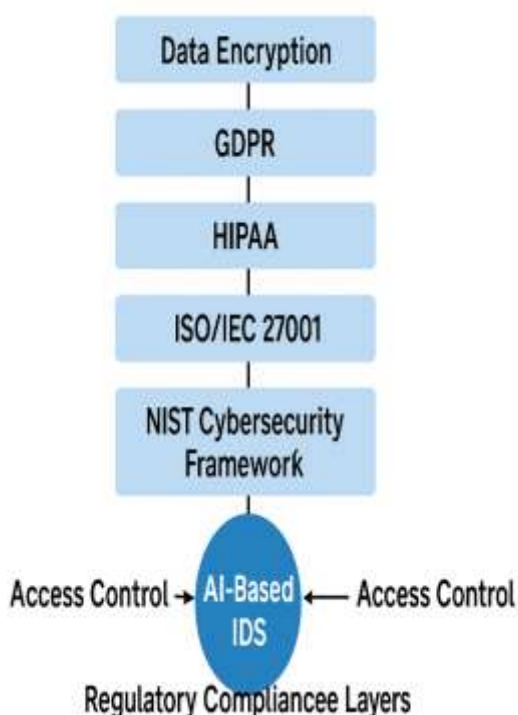 Data Encryption
GDPR
HIPAA
ISO/IEC 27001
NIST Cybersecurity
Framework
Access Control
AI-Based
IDS
Access Control
Regulatory Compliancee Layers